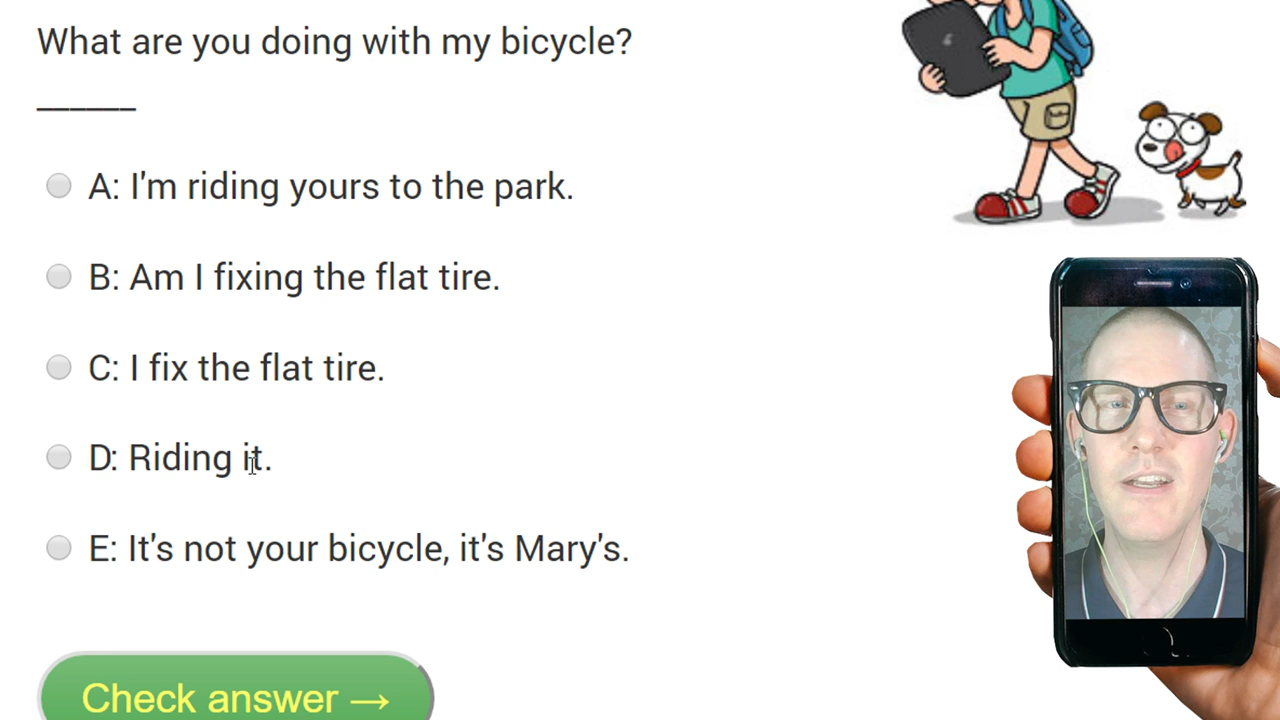 What are you doing with my bicycle?
______
A: I'm riding yours to the park.
B: Am I fixing the flat tire.
C: I fix the flat tire.
D: Riding it.
E: It's not your bicycle, it's Mary's.
Check answer →